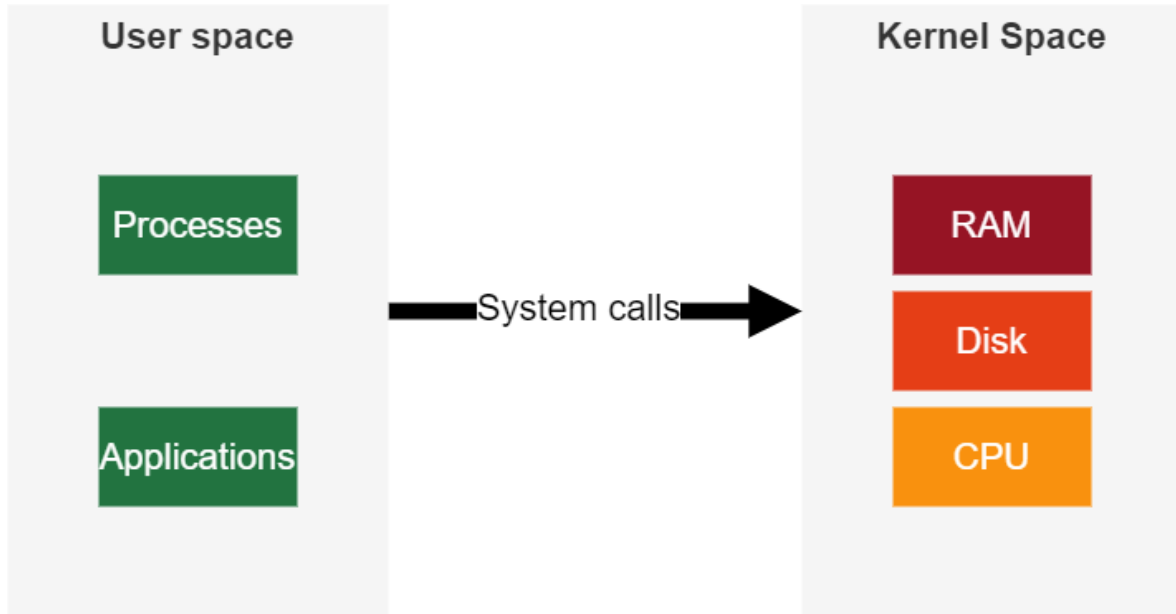 User space
Processes
Applications
System calls
Kernel Space
RAM
Disk
CPU